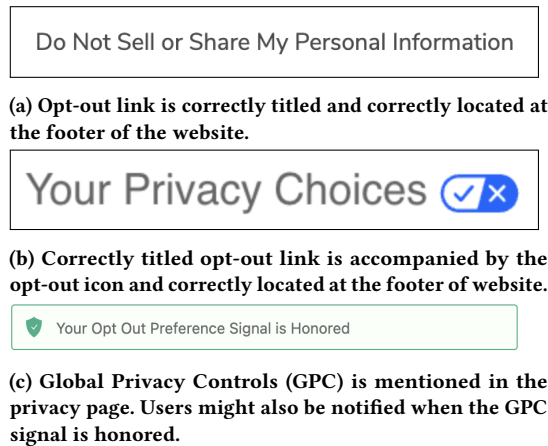 Do Not Sell or Share My Personal Information
(a) Opt-out link is correctly titled and correctly located at
the footer of the website.
Your Privacy Choices
(b) Correctly titled opt-out link is accompanied by the
opt-out icon and correctly located at the footer of website.
Your Opt Out Preference Signal is Honored
(c) Global Privacy Controls (GPC) is mentioned in the
privacy page. Users might also be notified when the GPC
signal is honored.